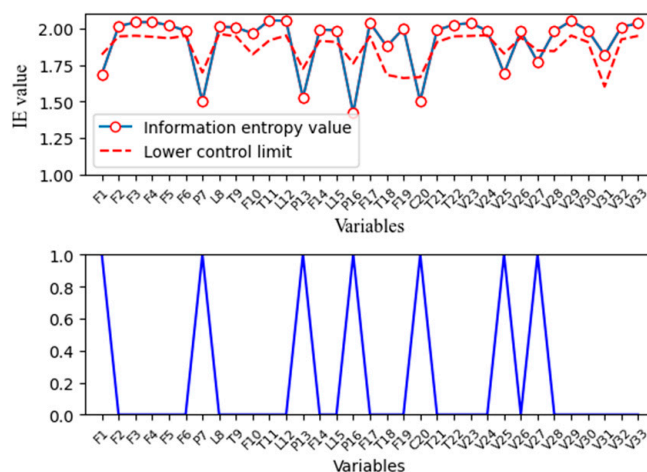 2.00
1.75
1.50
1.25
1.00
IE value
Information entropy value
Lower control limit
F1 F2 F3 F4 F5 F6 P7 L8 T9 F10 T11 L12 P13 F14 L15 P16 F17 T18 F19 C20 T21 T22 V23 V24 V25 V26 V27 V28 V29 V30 V31 V32 V33
Variables
1.0
0.8
0.6
0.4
0.2
0.0
F1 F2 F3 F4 F5 F6 P7 L8 T9 F10 T11 L12 P13 F14 L15 P16 F17 T18 F19 C20 T21 T22 V23 V24 V25 V26 V27 V28 V29 V30 V31 V32 V33
Variables